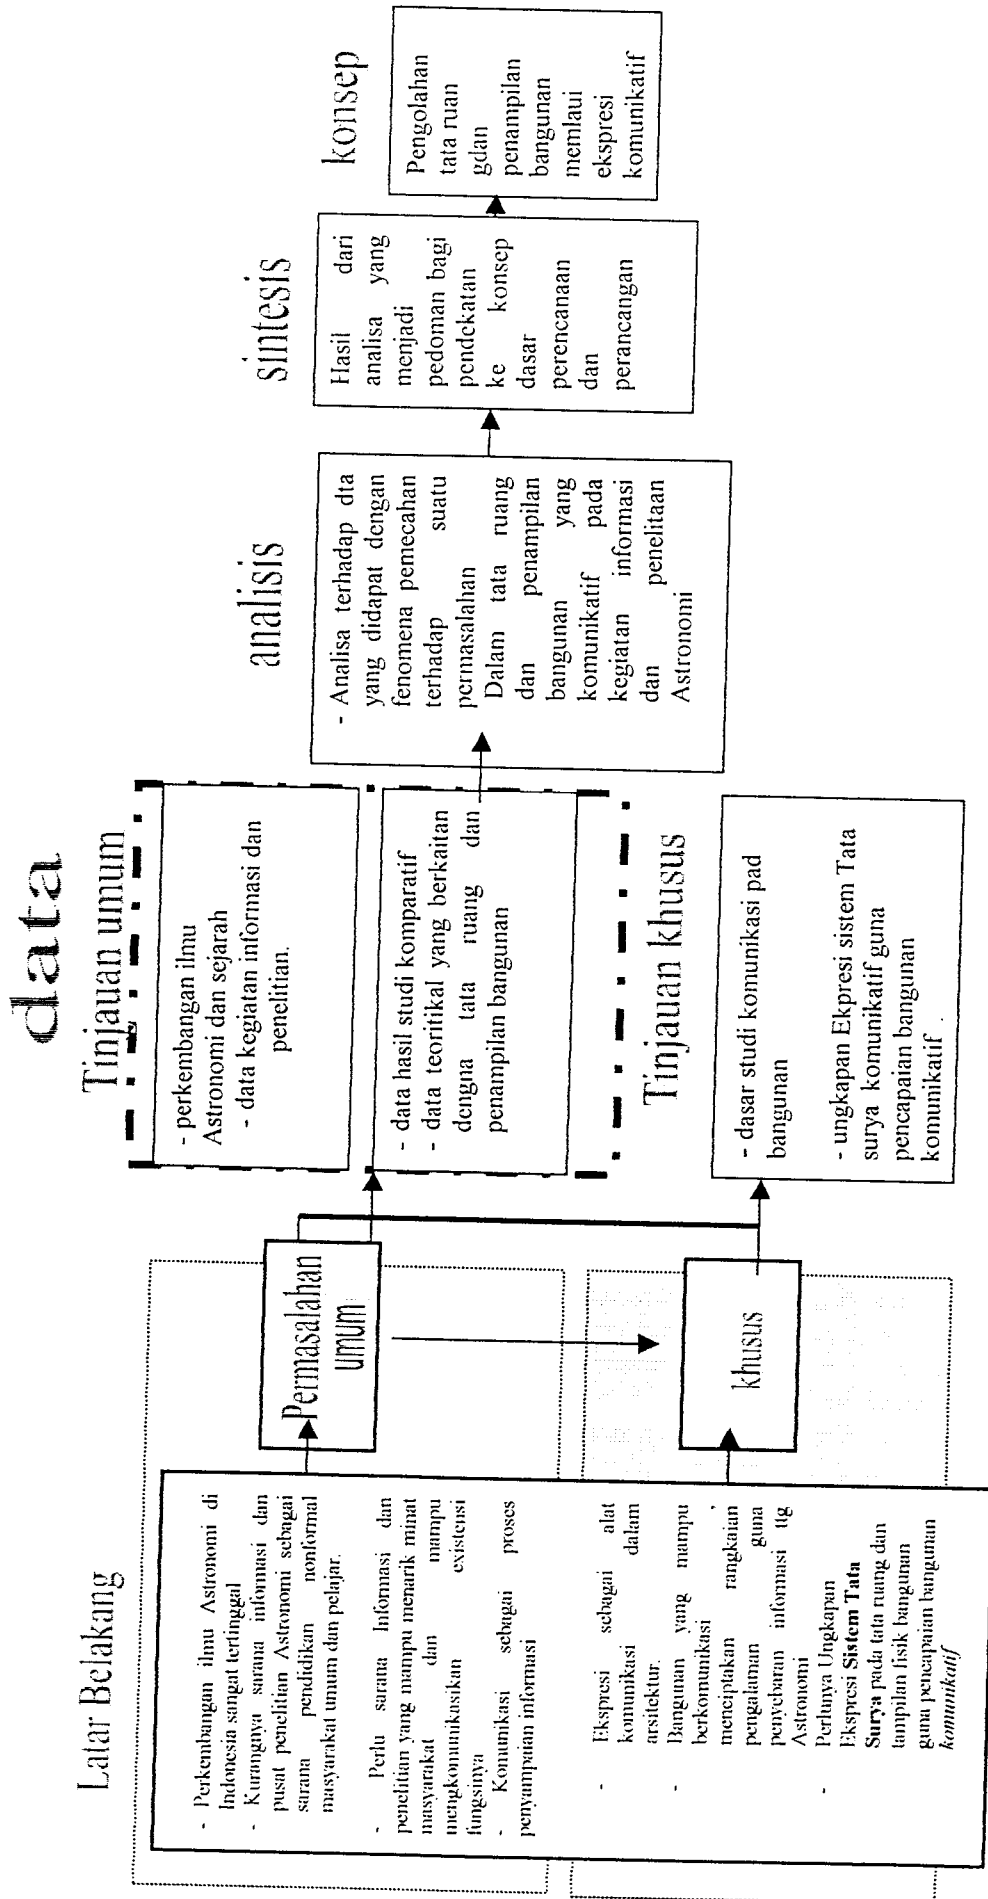 Latar Belakang
- Perkembangan ilmu Astronomi di
Indonesia sangat tertinggal
- Kurangnya sarana informasi dan
pusat penelitian Astronomi sebagai
sarana pendidikan nonformal
masyarakat umum dan pelajar.
- Perlu sarana Informasi dan
penelitian yang mampu menarik minat
masyarakat dan mampu
mengkomunikasikan existensi
fungsinya
- Komunikasi sebagai proses
penyampaian informasi
- Ekspresi sebagai alat
komunikasi dalam
arsitektur.
- Bangunan yang mampu
berkomunikasi '
menciptakan rangkaian
pengalaman guna
penyebaran informasi ttg
Astronomi
- Perlunya Ungkapan
Ekspresi Sistem Tata
Surya pada tata ruang dan
tampilan fisik bangunan
guna pencapaian bangunan
komunikatif
Permasalahan
umum
khusus
data
Tinjauan umum
- perkembangan ilmu
Astronomi dan sejarah
- data kegiatan informasi dan
penelitian.
- data hasil studi komparatif
- data teoritikal yang berkaitan
dengna tata ruang dan
penampilan bangunan
Tinjauan khusus
- dasar studi komunikasi pad
bangunan
- ungkapan Ekpresi sistem Tata
surya komunikatif guna
pencapaian bangunan
komunikatif .
analisis
- Analisa terhadap dta
yang didapat dengan
fenomena pemecahan
terhadap suatu
permasalahan
Dalam tata ruang
dan penampilan
bangunan yang
komunikatif pada
kegiatan informasi
dan penelitaan
Astronomi
sintesis
Hasil dari
analisa yang
menjadi
pedoman bagi
pendekatan
ke konsep
dasar
perencanaan
dan
perancangan
konsep
Pengolahan
tata ruan
gdan
penampilan
bangunan
memlaui
ekspresi
komunikatif